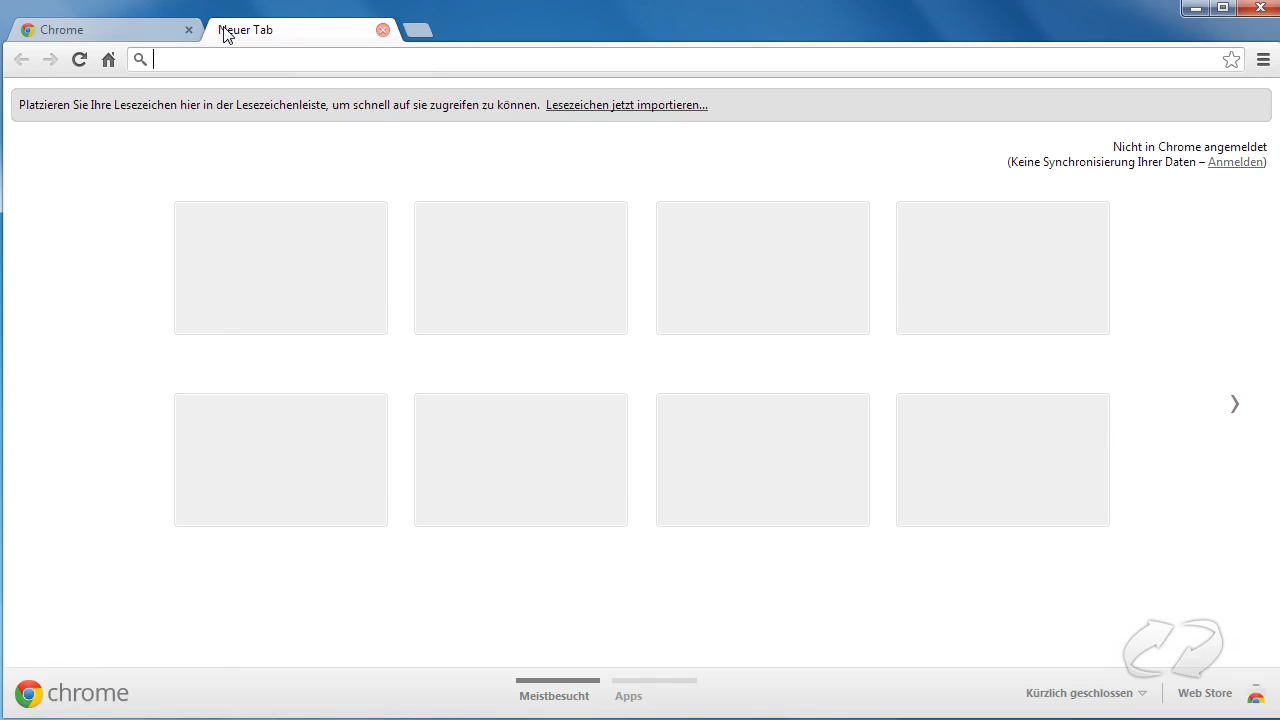 Chrome
Neuer Tab
Platzieren Sie Ihre Lesezeichen hier in der Lesezeichenleiste, um schnell auf sie zugreifen zu können. Lesezeichen jetzt importieren...
Nicht in Chrome angemeldet
(Keine Synchronisierung Ihrer Daten – Anmelden)
chrome
Meistbesucht
Apps
Kürzlich geschlossen
Web Store